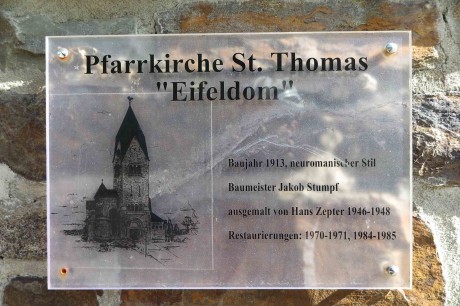 Pfarrkirche St. Thomas
"Eifeldom"
Baujahr 1913, neuromanischer Stil
Baumeister Jakob Stumpf
ausgemalt von Hans Zepter 1946-1948
Restaurierungen: 1970-1971, 1984-1985